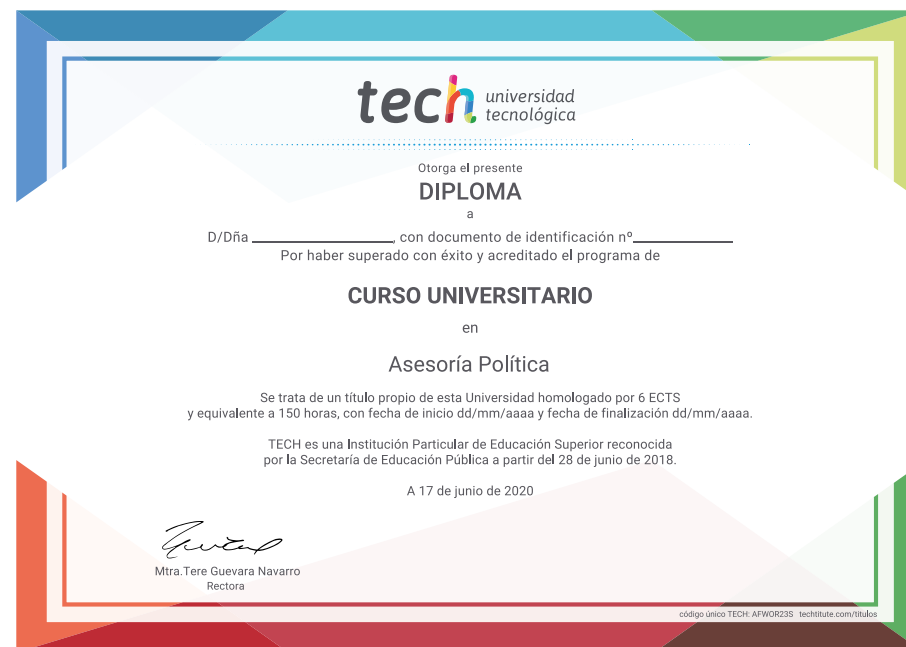 tech universidad
tecnológica
Otorga el presente
DIPLOMA
a
D/Dña ____________________, con documento de identificación nº______________
Por haber superado con éxito y acreditado el programa de
CURSO UNIVERSITARIO
en
Asesoría Política
Se trata de un título propio de esta Universidad homologado por 6 ECTS
y equivalente a 150 horas, con fecha de inicio dd/mm/aaaa y fecha de finalización dd/mm/aaaa.
TECH es una Institución Particular de Educación Superior reconocida
por la Secretaría de Educación Pública a partir del 28 de junio de 2018.
A 17 de junio de 2020
Mtra.Tere Guevara Navarro
Rectora
código único TECH: AFWOR23S techtitute.com/titulos